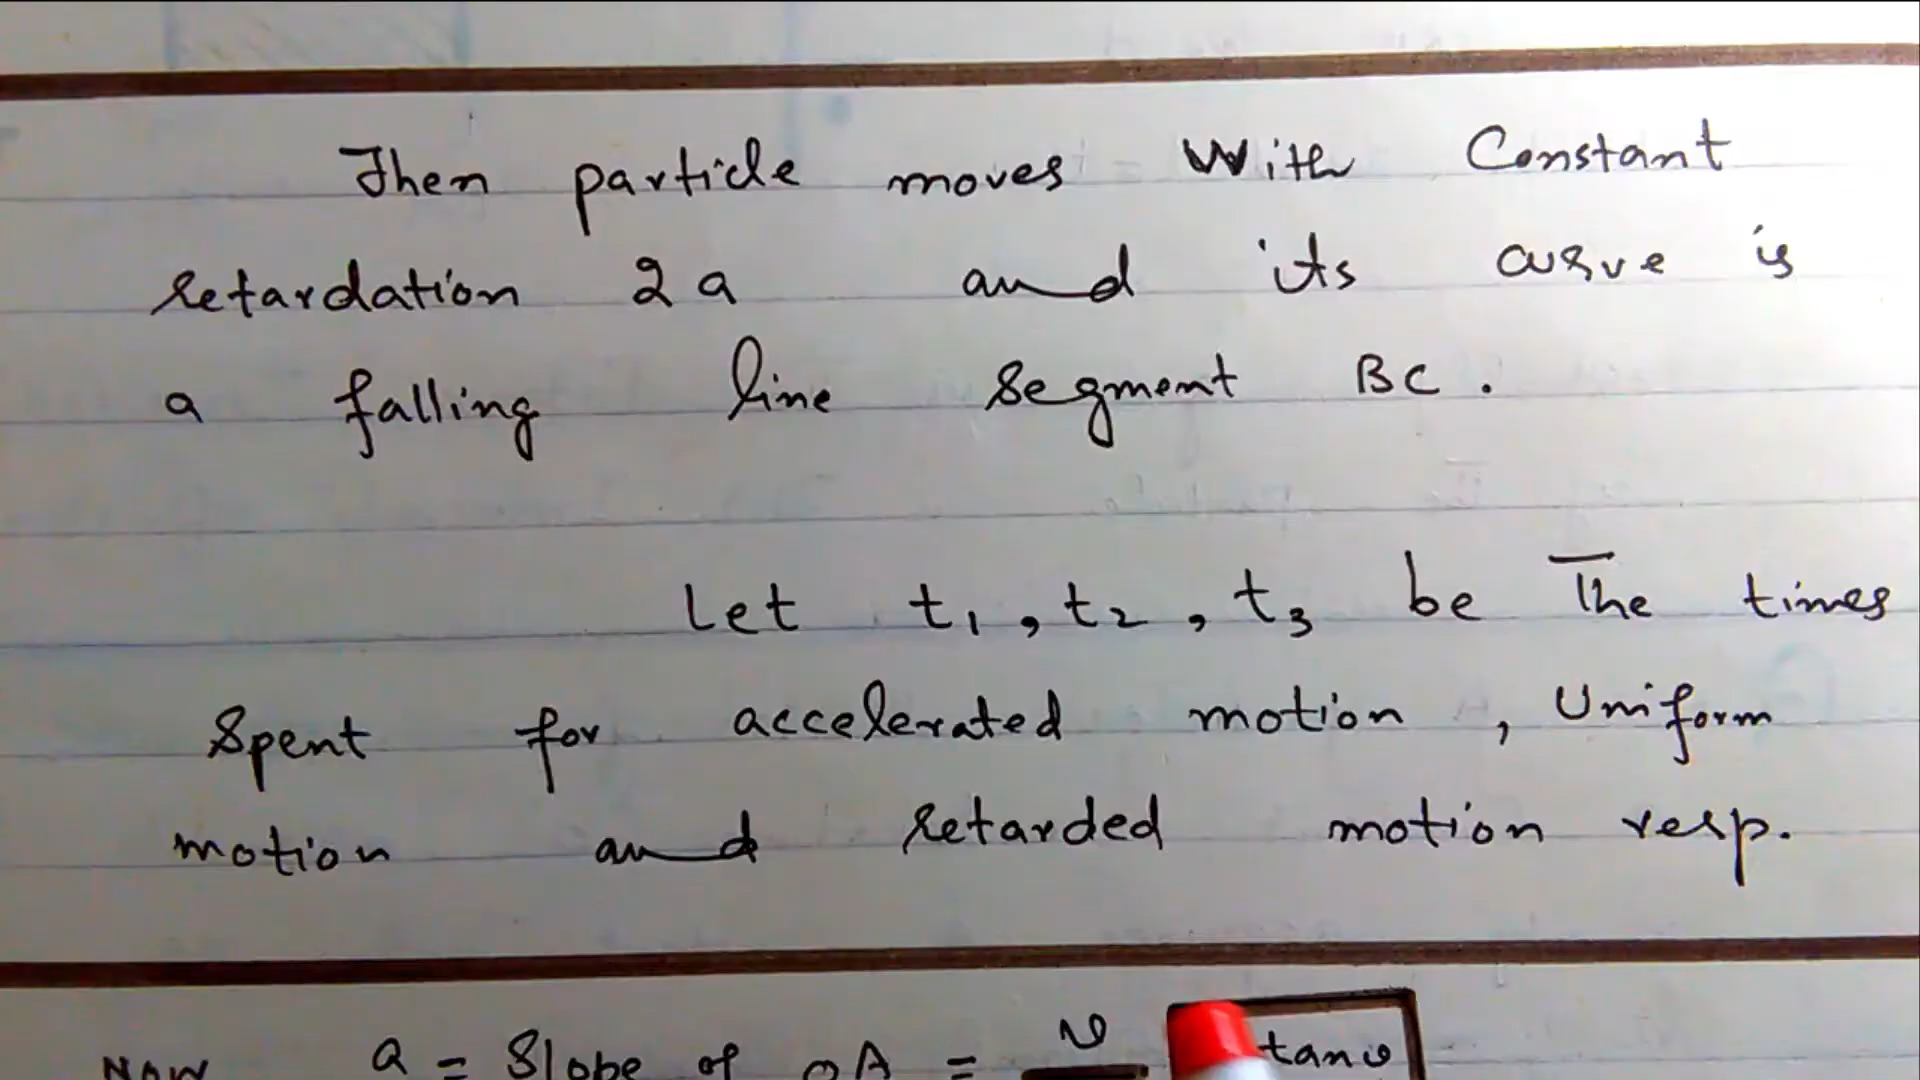 Then particle moves With Constant
retardation 2a and its curve is
a falling line segment BC.
Let t1, t2, t3 be The times
Spent for accelerated motion, Uniform
motion and retarded motion resp.
Now a = Slope of OA = v tan